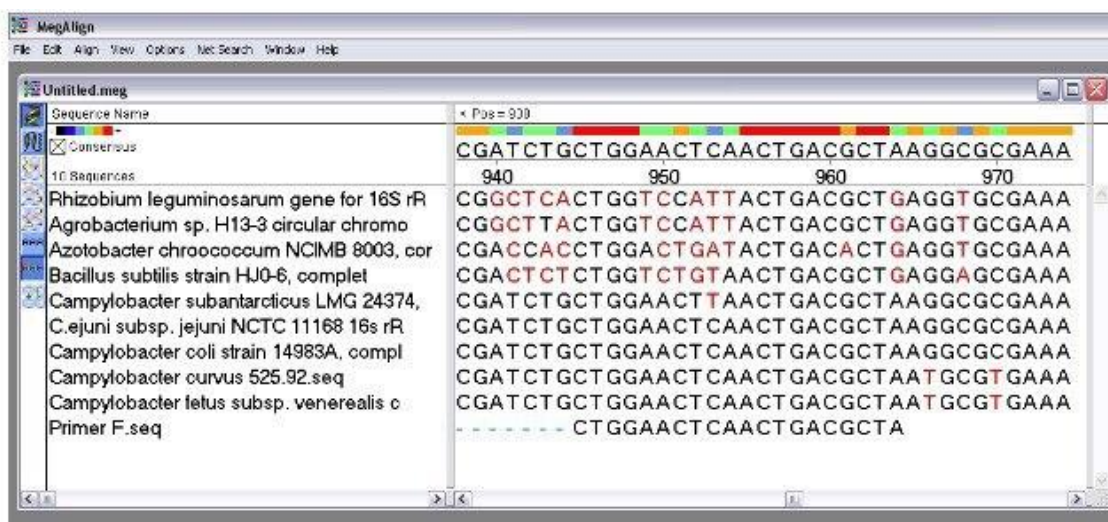 MegAlign
File Edit Align View Options Net Search Window Help
Untitled.meg
Sequence Name
< Pos =
Consensus
CGATCTGCTGGAACTCAACTGACGCTAAGGCGCGAAA
10 Sequences
940 950 960 970
Rhizobium leguminosarum gene for 16S rR CGGCTCACTGGTCCATTACTGACGCTGAGGTGCGAAA
Agrobacterium sp. H13-3 circular chromo CGGCTTACTGGTCCATTACTGACGCTGAGGTGCGAAA
Azotobacter chroococcum NCIMB 8003, cor CGACCACCTGGACTGATACTGACACTGAGGTGCGAAA
Bacillus subtilis strain HJ0-6, complet CGACTCTCTGGTCTGTAACTGACGCTGAGGAGCGAAA
Campylobacter subantarcticus LMG 24374, CGATCTGCTGGAACTTAACTGACGCTAAGGCGCGAAA
C.ejuni subsp. jejuni NCTC 11168 16s rR CGATCTGCTGGAACTCAACTGACGCTAAGGCGCGAAA
Campylobacter coli strain 14983A, compl CGATCTGCTGGAACTCAACTGACGCTAAGGCGCGAAA
Campylobacter curvus 525.92.seq CGATCTGCTGGAACTCAACTGACGCTAATGCGTGAAA
Campylobacter fetus subsp. venerealis c CGATCTGCTGGAACTCAACTGACGCTAATGCGTGAAA
Primer F.seq - - - - - - - CTGGAACTCAACTGACGCTA